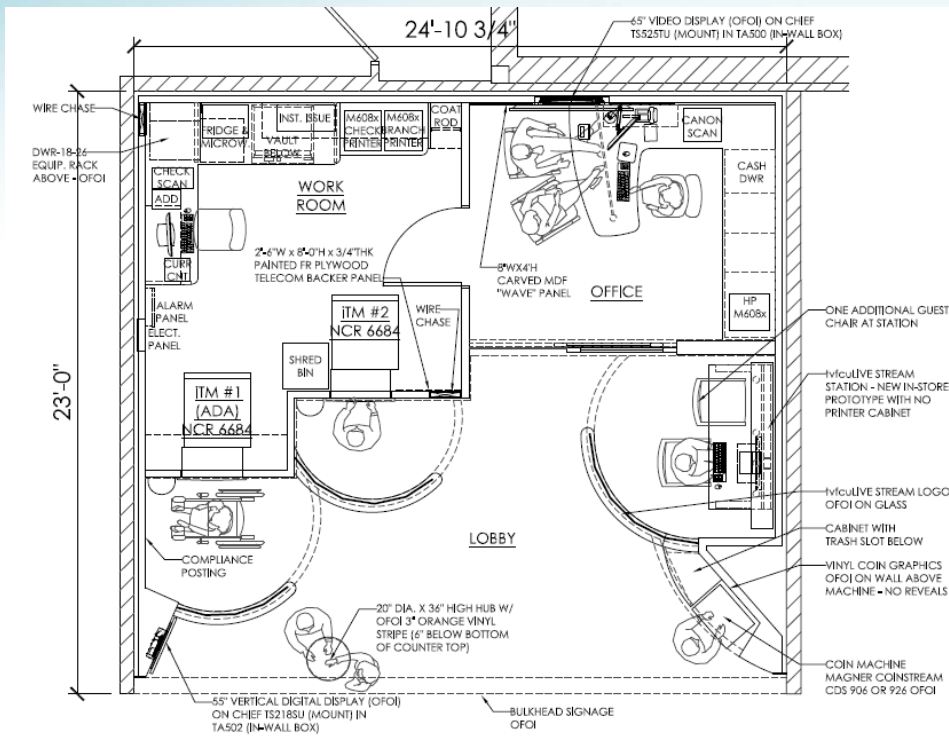 24'-10 3/4"
65" VIDEO DISPLAY (OFOI) ON CHIEF
TS525TU (MOUNT) IN TA500 (IN-WALL BOX)
WIRE CHASE
DWR-18-26
EQUIP. RACK
ABOVE - OFOI
FRIDGE &
MICROW.
INST. ISSUE
VAULT
BELOW
M608x
CHECK
PRINTER
M608x
BRANCH
PRINTER
COAT
ROD
CANON
SCAN
CASH
DWR
CHECK
SCAN
ADD
CURR
CNT
WORK
ROOM
2'-6"W x 8'-0"H x 3/4"THK
PAINTED FR PLYWOOD
TELECOM BACKER PANEL
8'WX4'H
CARVED MDF
"WAVE" PANEL
OFFICE
HP
M608x
ALARM
PANEL
ELECT.
PANEL
iTM #2
NCR 6684
WIRE
CHASE
SHRED
BIN
iTM #1
(ADA)
NCR 6684
23'-0"
ONE ADDITIONAL GUEST
CHAIR AT STATION
tvfcuLIVE STREAM
STATION - NEW IN-STORE
PROTOTYPE WITH NO
PRINTER CABINET
tvfcuLIVE STREAM LOGO
OFOI ON GLASS
LOBBY
CABINET WITH
TRASH SLOT BELOW
COMPLIANCE
POSTING
VINYL COIN GRAPHICS
OFOI ON WALL ABOVE
MACHINE - NO REVEALS
20" DIA. X 36" HIGH HUB W/
OFOI 3" ORANGE VINYL
STRIPE (6" BELOW BOTTOM
OF COUNTER TOP)
COIN MACHINE
MAGNER COINSTREAM
CDS 906 OR 926 OFOI
55" VERTICAL DIGITAL DISPLAY (OFOI)
ON CHIEF TS218SU (MOUNT) IN
TA502 (IN-WALL BOX)
BULKHEAD SIGNAGE
OFOI